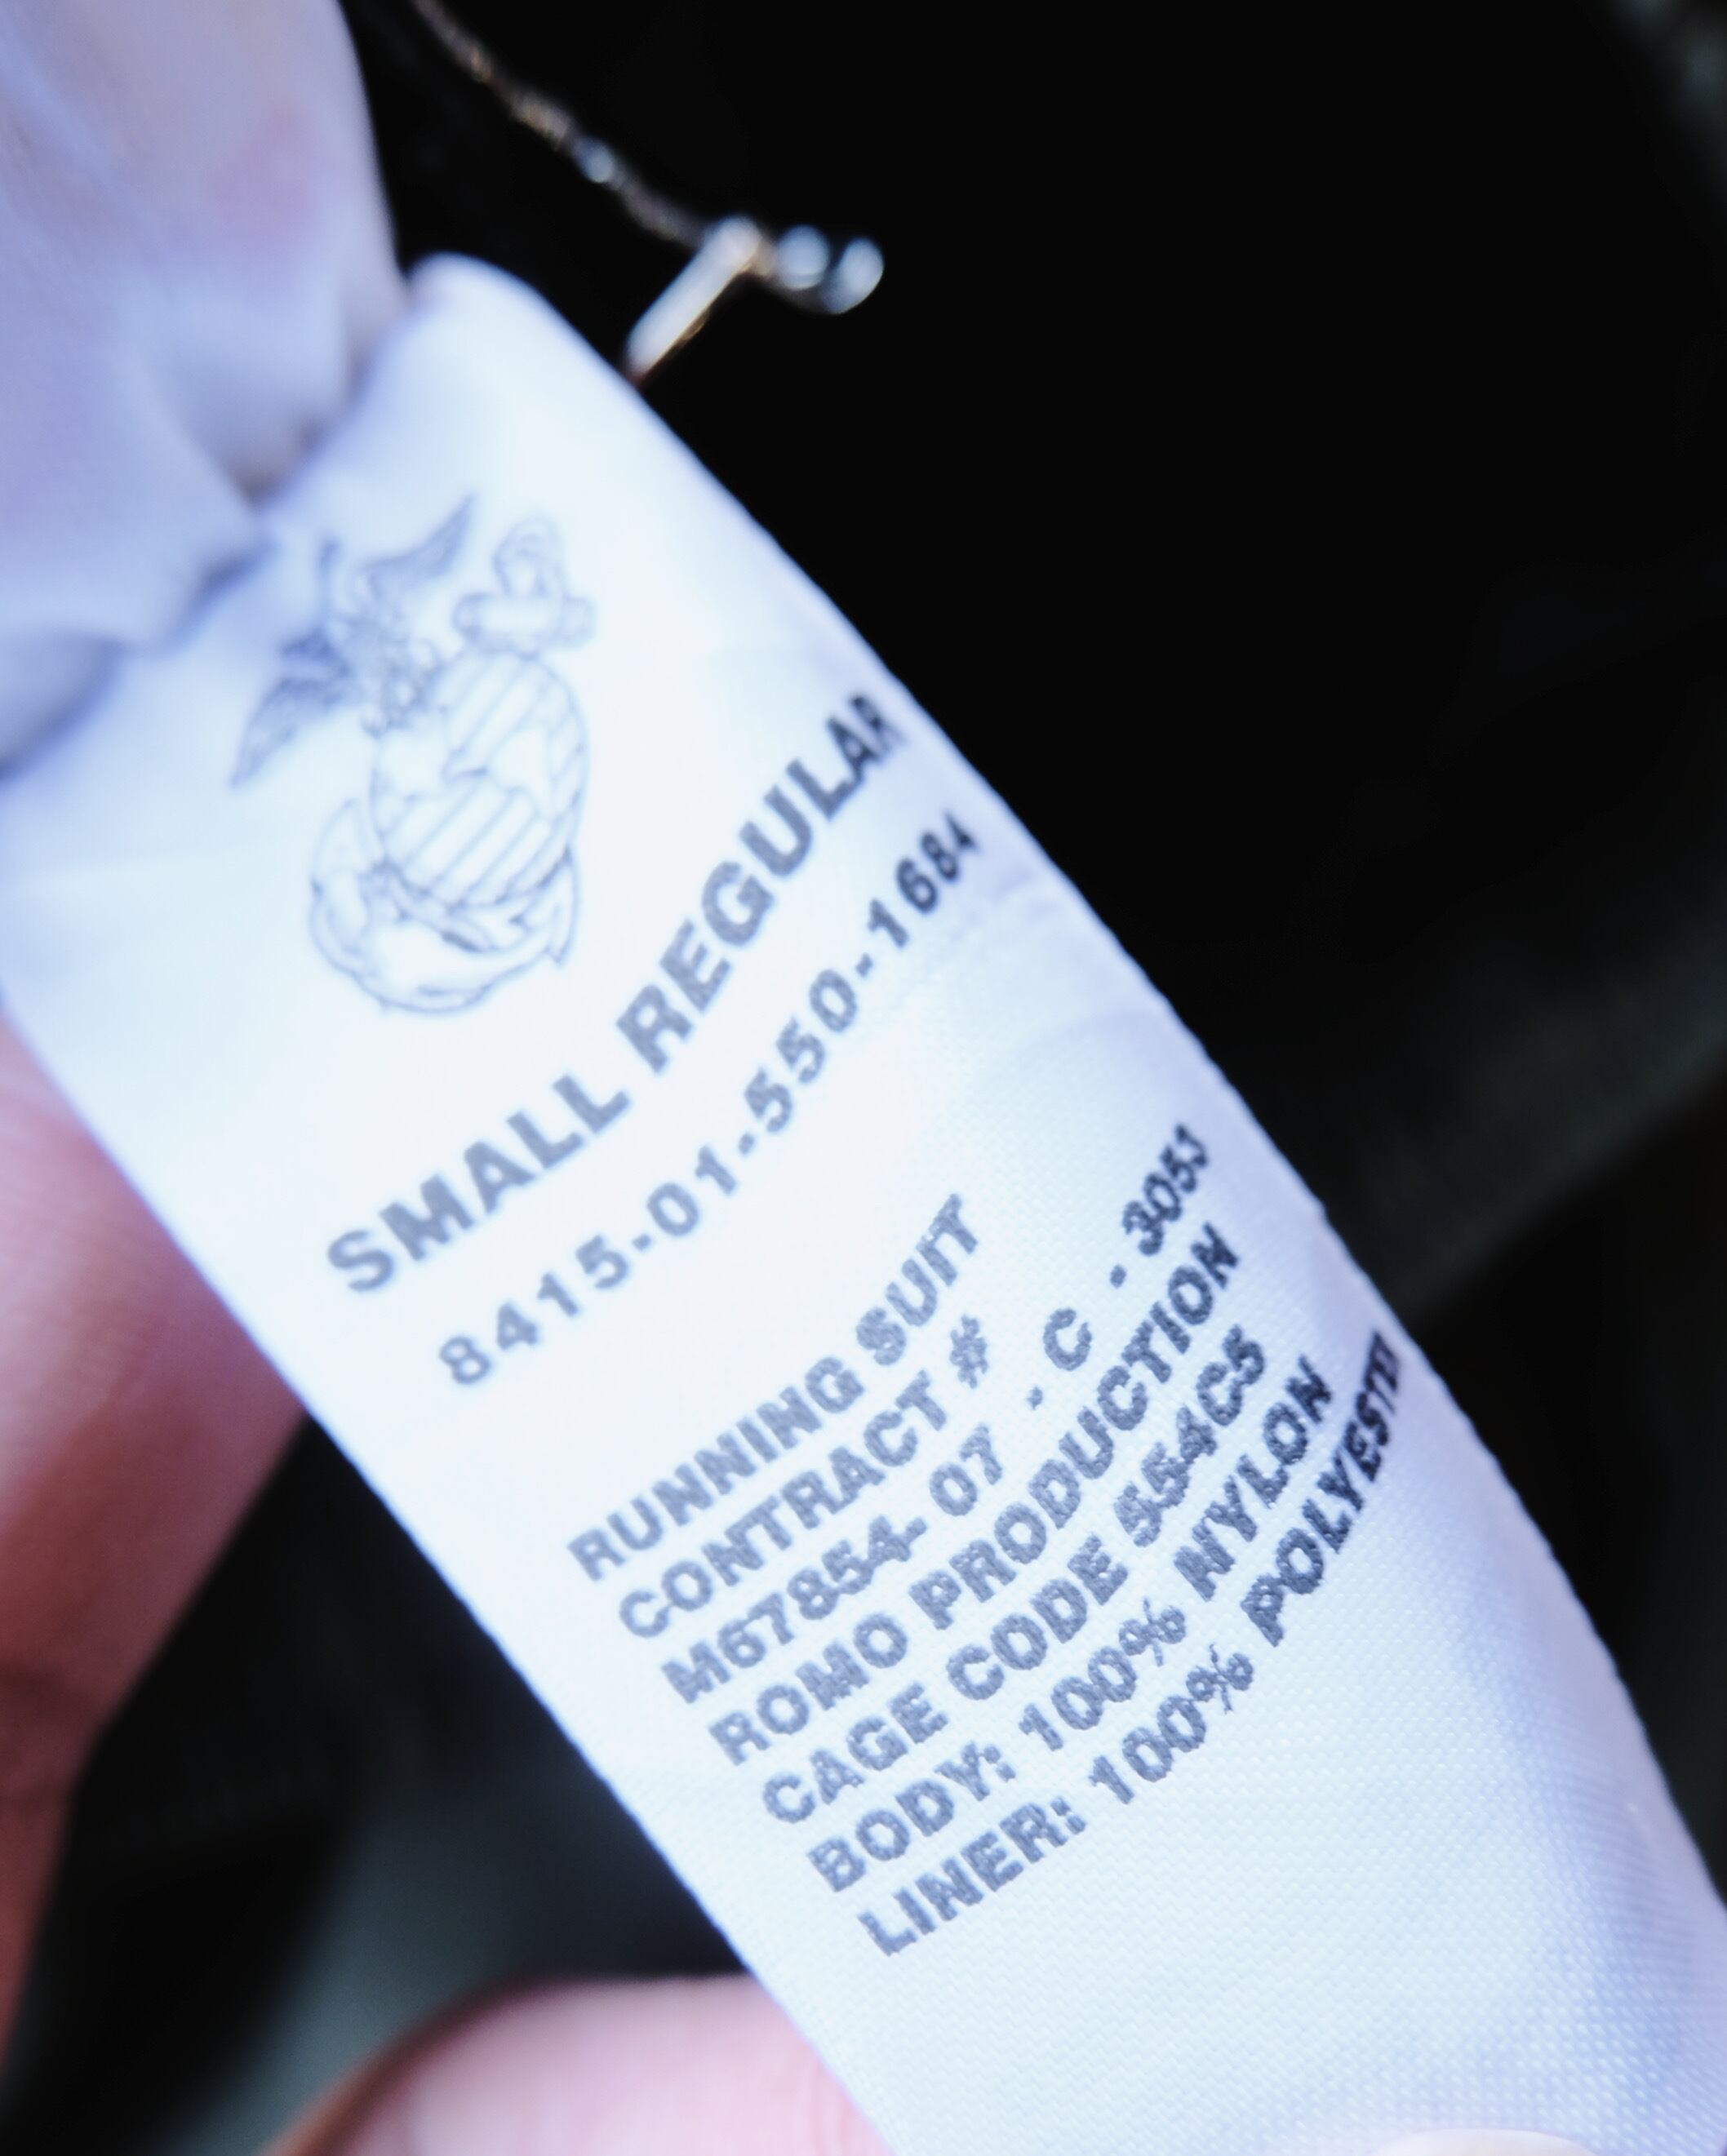 SMALL REGULAR
8415-01-550-1684
RUNNING SUIT
CONTRACT #
M67854- 07 - C - 3053
ROMO PRODUCTION
CAGE CODE 554C5
BODY: 100% NYLON
LINER: 100% POLYESTER